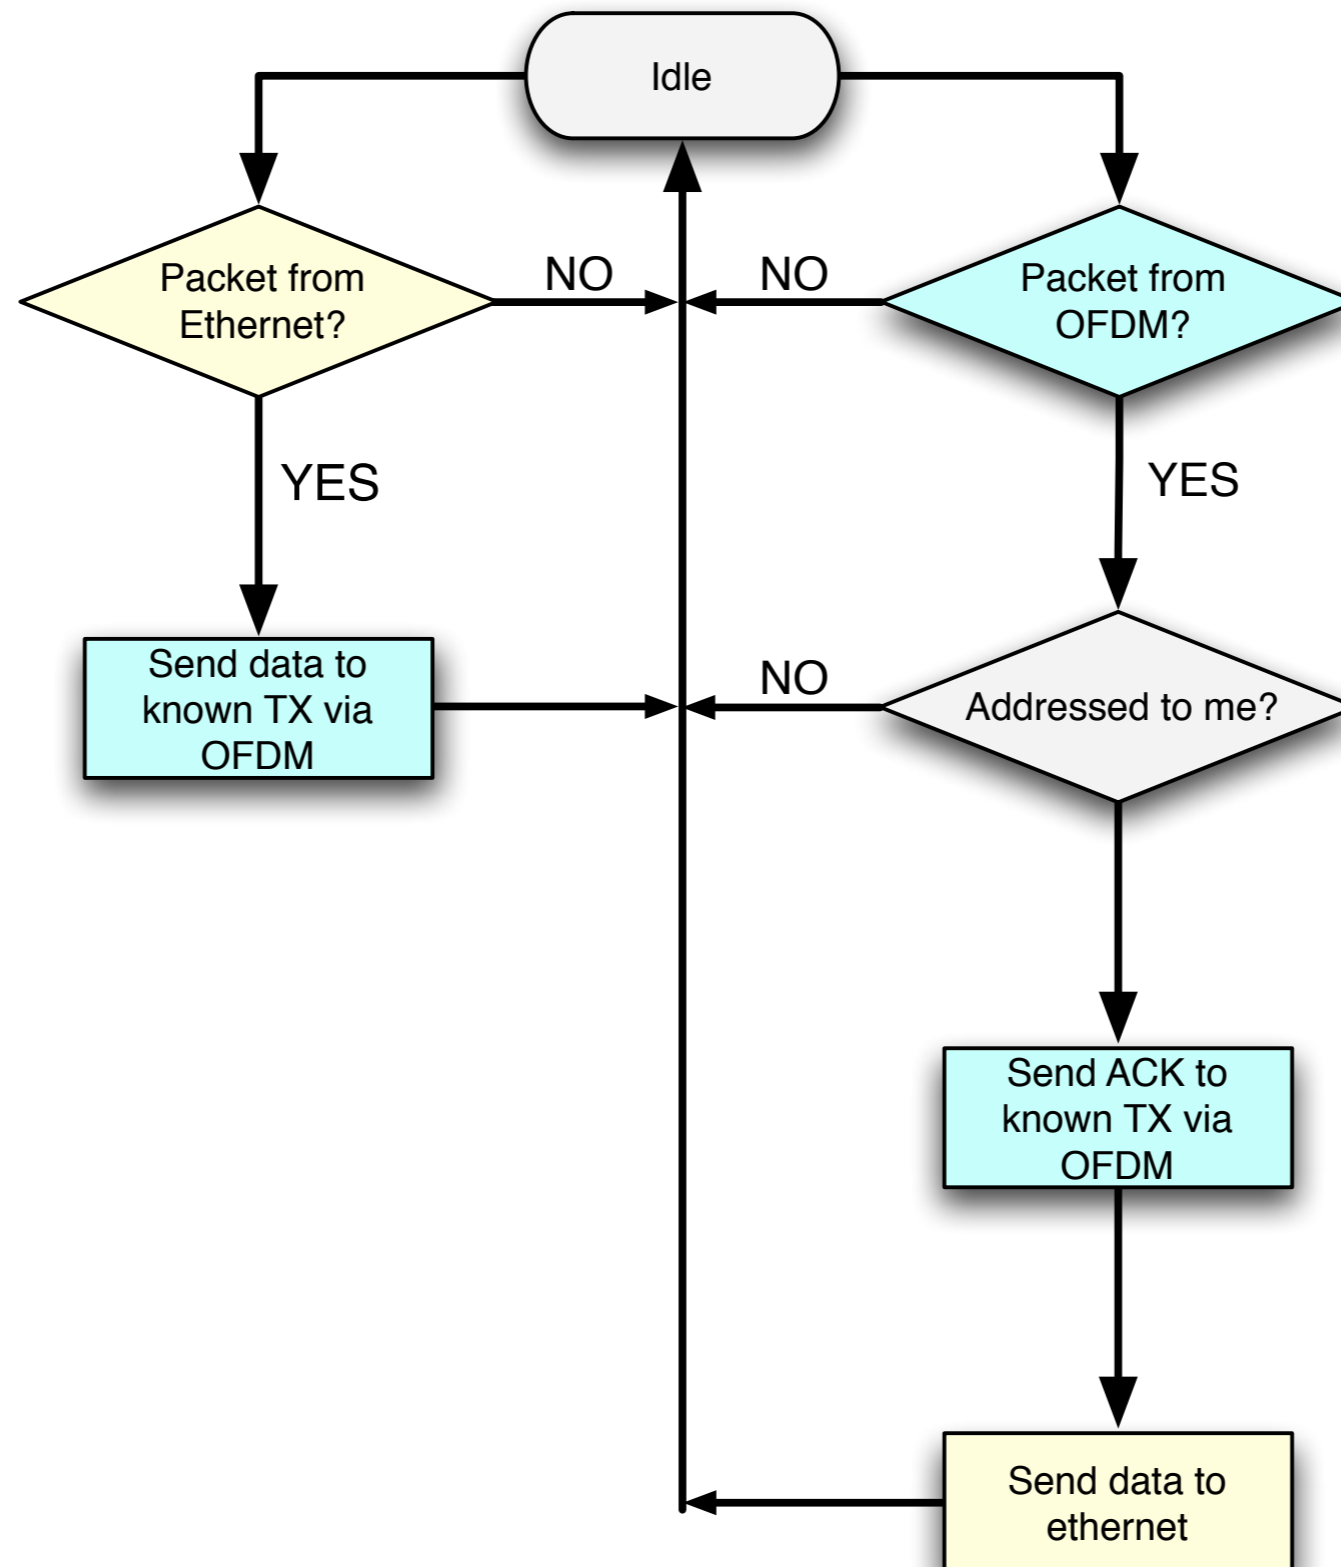 Idle
Packet from
Ethernet?
NO
NO
Packet from
OFDM?
YES
YES
Send data to
known TX via
OFDM
NO
Addressed to me?
Send ACK to
known TX via
OFDM
Send data to
ethernet